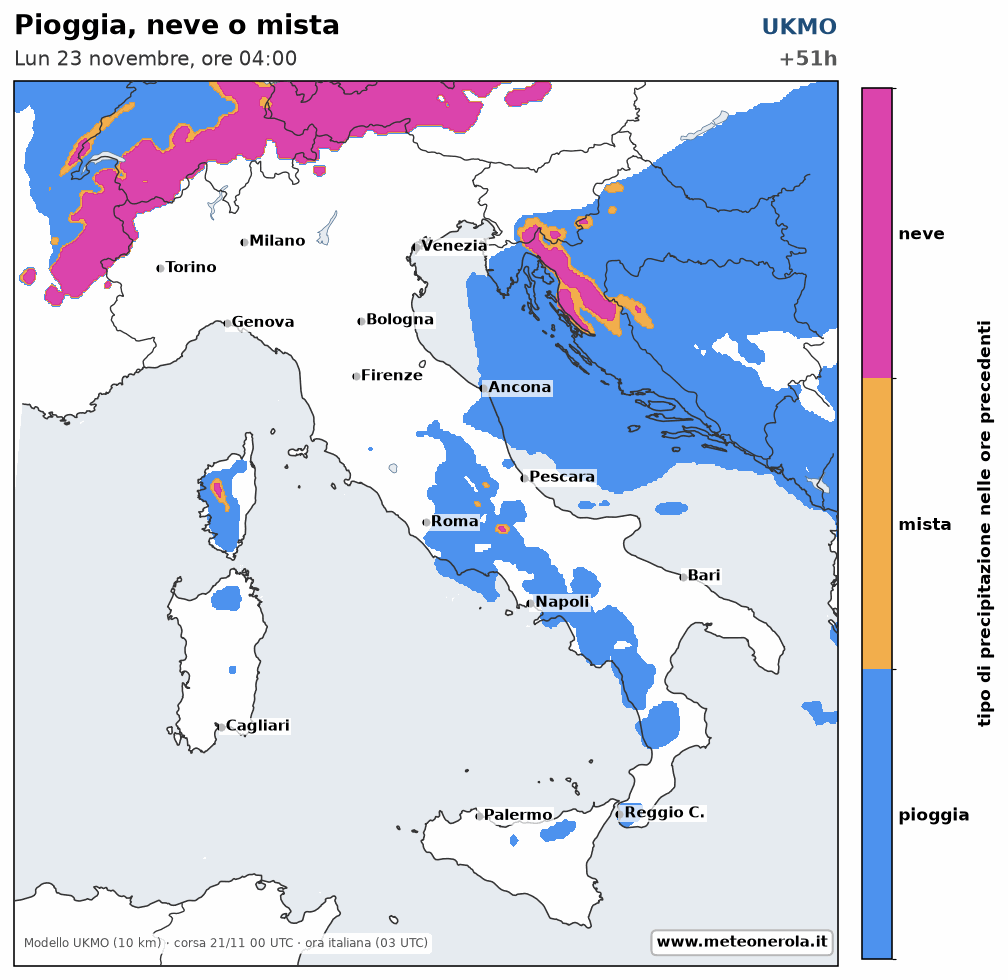 Pioggia, neve o mista
UKMO
Lun 23 novembre, ore 04:00
+51h
neve
Milano
Venezia
Torino
Genova
Bologna
Firenze
Ancona
Pescara
mista
Roma
Bari
Napoli
tipo di precipitazione nelle ore precedenti
Cagliari
Palermo
Reggio C.
pioggia
Modello UKMO (10 km) · corsa 21/11 00 UTC · ora italiana (03 UTC)
www.meteonerola.it